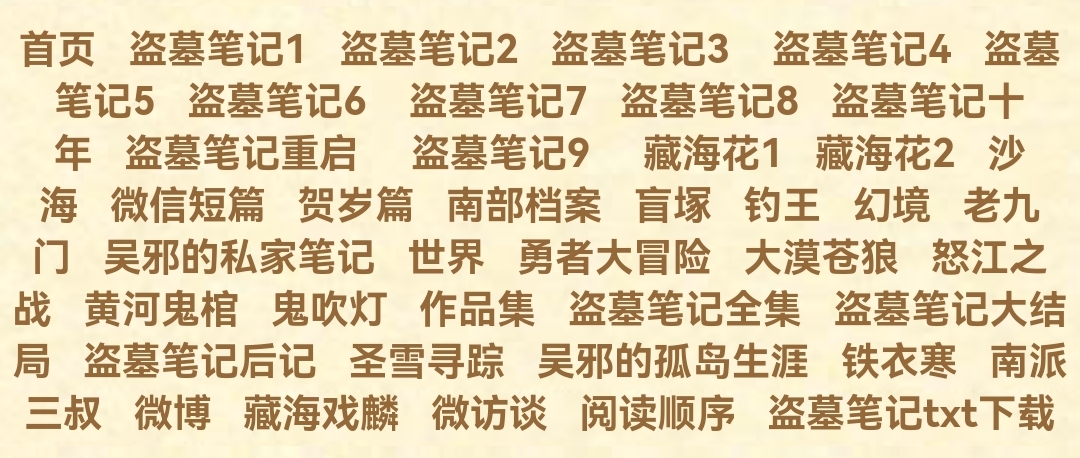 首页 盗墓笔记1 盗墓笔记2 盗墓笔记3 盗墓笔记4 盗墓
笔记5 盗墓笔记6 盗墓笔记7 盗墓笔记8 盗墓笔记十
年 盗墓笔记重启 盗墓笔记9 藏海花1 藏海花2 沙
海 微信短篇 贺岁篇 南部档案 盲塚 钓王 幻境 老九
门 吴邪的私家笔记 世界 勇者大冒险 大漠苍狼 怒江之
战 黄河鬼棺 鬼吹灯 作品集 盗墓笔记全集 盗墓笔记大结
局 盗墓笔记后记 圣雪寻踪 吴邪的孤岛生涯 铁衣寒 南派
三叔 微博 藏海戏麟 微访谈 阅读顺序 盗墓笔记txt下载